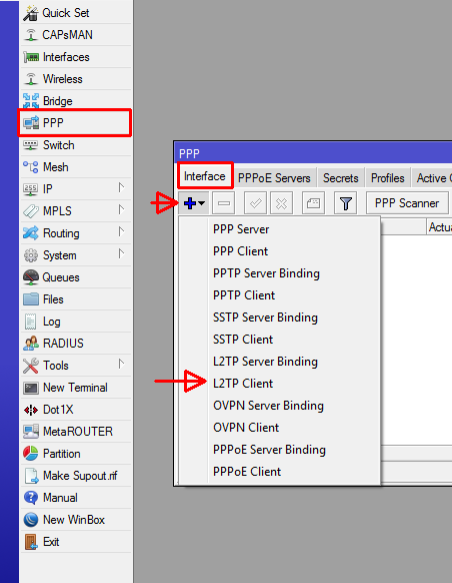 Quick Set
CAPsMAN
Interfaces
Wireless
Bridge
PPP
Switch
Mesh
IP
MPLS
Routing
System
Queues
Files
Log
RADIUS
Tools
New Terminal
Dot1X
MetaROUTER
Partition
Make Supout.rif
Manual
New WinBox
Exit
PPP
Interface PPPoE Servers Secrets Profiles Active
PPP Scanner
PPP Server
PPP Client
PPTP Server Binding
PPTP Client
SSTP Server Binding
SSTP Client
L2TP Server Binding
L2TP Client
OVPN Server Binding
OVPN Client
PPPoE Server Binding
PPPoE Client